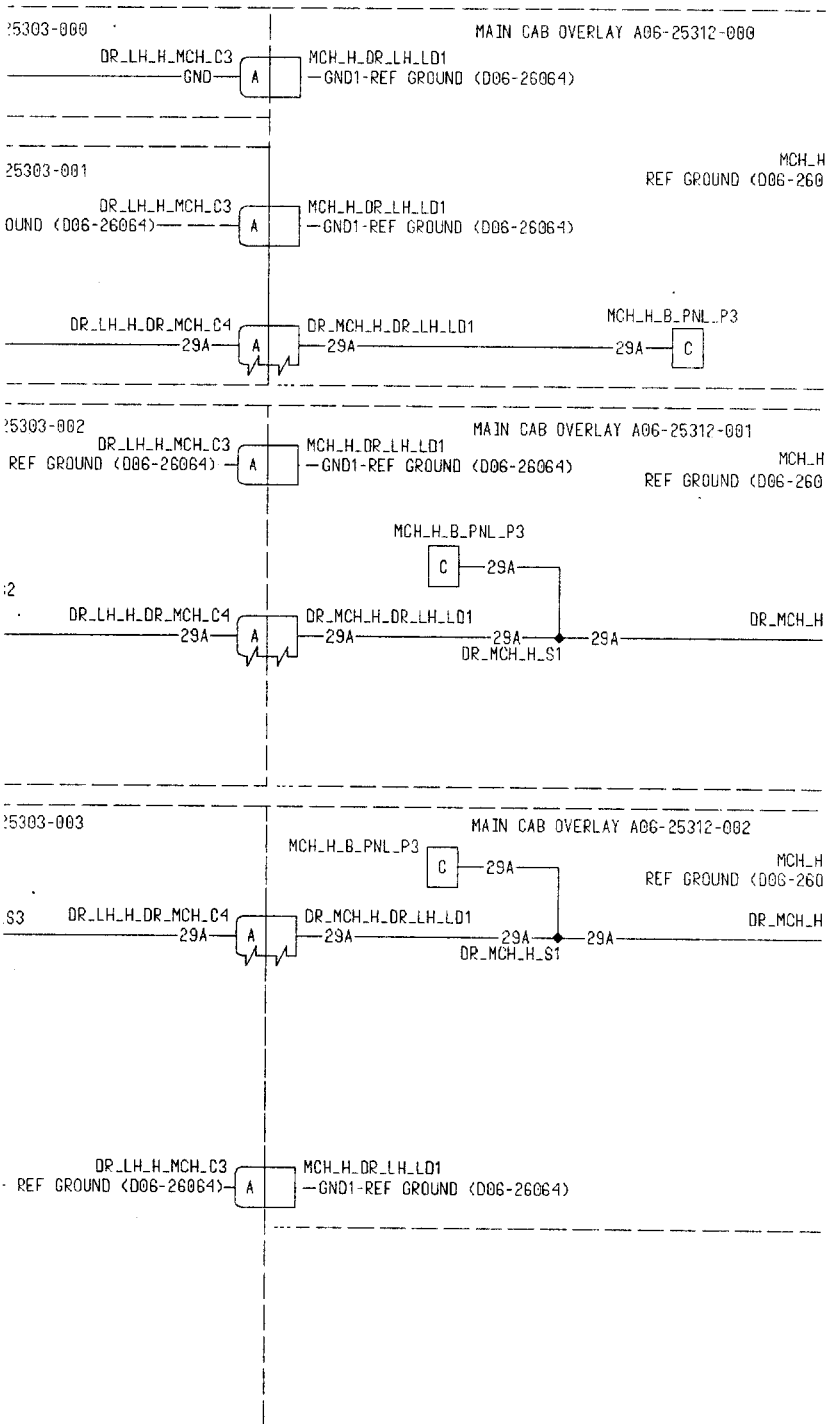 25303-000
MAIN CAB OVERLAY A06-25312-000
DR_LH_H_MCH_C3
MCH_H_DR_LH_LD1
GND
A
GND1-REF GROUND (D06-26064)
25303-001
MCH_H
REF GROUND (D06-260
DR_LH_H_MCH_C3
MCH_H_DR_LH_LD1
OUND (D06-26064)
A
GND1-REF GROUND (D06-26064)
MCH_H_B_PNL_P3
DR_LH_H_DR_MCH_C4
DR_MCH_H_DR_LH_LD1
29A
A
29A
29A
C
25303-002
MAIN CAB OVERLAY A06-25312-001
DR_LH_H_MCH_C3
MCH_H_DR_LH_LD1
MCH_H
REF GROUND (D06-26064)
A
GND1-REF GROUND (D06-26064)
REF GROUND (D06-260
MCH_H_B_PNL_P3
C
29A
S2
DR_LH_H_DR_MCH_C4
DR_MCH_H_DR_LH_LD1
DR_MCH_H
29A
A
29A
29A
29A
DR_MCH_H_S1
25303-003
MAIN CAB OVERLAY A06-25312-002
MCH_H_B_PNL_P3
C
29A
MCH_H
REF GROUND (D06-260
S3
DR_LH_H_DR_MCH_C4
DR_MCH_H_DR_LH_LD1
DR_MCH_H
29A
A
29A
29A
29A
DR_MCH_H_S1
DR_LH_H_MCH_C3
MCH_H_DR_LH_LD1
REF GROUND (D06-26064)
A
GND1-REF GROUND (D06-26064)